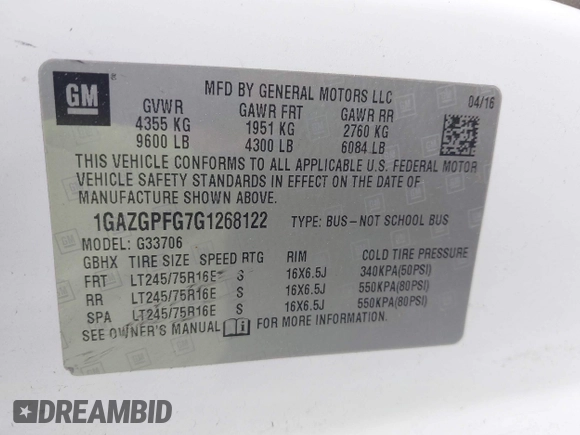 GM
MFD BY GENERAL MOTORS LLC 04/16
GVWR GAWR FRT GAWR RR
4355 KG 1951 KG 2760 KG
9600 LB 4300 LB 6084 LB
THIS VEHICLE CONFORMS TO ALL APPLICABLE U.S. FEDERAL MOTOR
VEHICLE SAFETY STANDARDS IN EFFECT ON THE DATE OF
MANUFACTURE SHOWN ABOVE.
1GAZGPFG7G1268122 TYPE: BUS–NOT SCHOOL BUS
MODEL: G33706
GBHX TIRE SIZE SPEED RTG RIM COLD TIRE PRESSURE
FRT LT245/75R16E S 16X6.5J 340KPA(50PSI)
RR LT245/75R16E S 16X6.5J 550KPA(80PSI)
SPA LT245/75R16E S 16X6.5J 550KPA(80PSI)
SEE OWNER'S MANUAL i FOR MORE INFORMATION.
DREAMBID